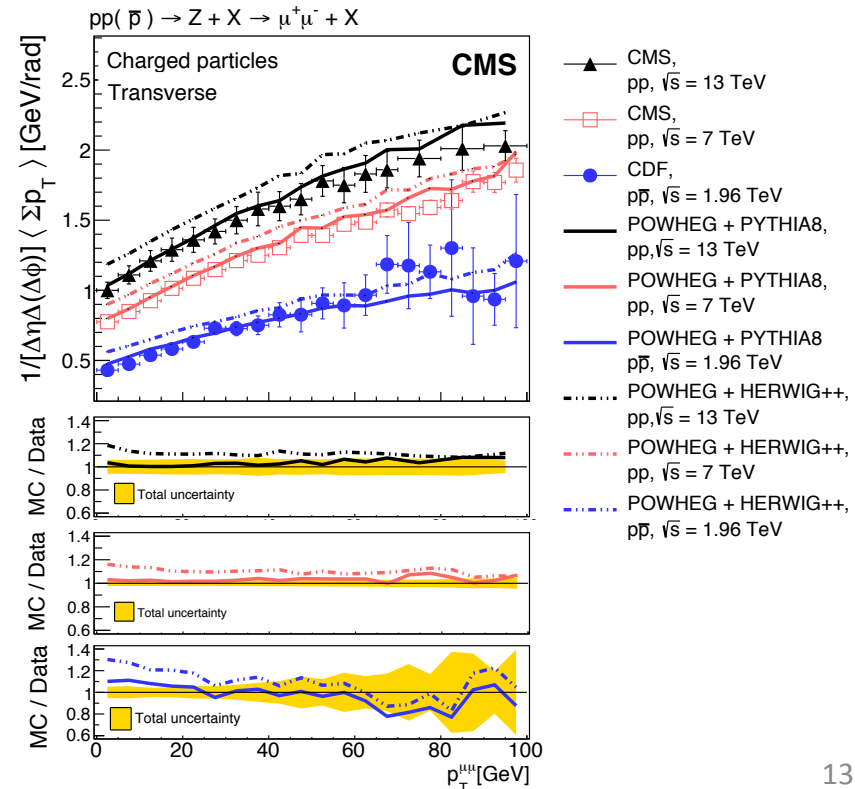 pp( p̅ ) → Z + X → μ⁺μ⁻ + X
1/[ΔηΔ(Δϕ)] ⟨ Σp_T ⟩ [GeV/rad]
2.5
2
1.5
1
0.5
Charged particles
CMS
Transverse
CMS,
pp, √s = 13 TeV
CMS,
pp, √s = 7 TeV
CDF,
pp̅, √s = 1.96 TeV
POWHEG + PYTHIA8,
pp,√s = 13 TeV
POWHEG + PYTHIA8,
pp, √s = 7 TeV
POWHEG + PYTHIA8
pp̅, √s = 1.96 TeV
POWHEG + HERWIG++,
pp,√s = 13 TeV
POWHEG + HERWIG++,
pp, √s = 7 TeV
POWHEG + HERWIG++,
pp̅, √s = 1.96 TeV
MC / Data
1.4
1.2
1
0.8
0.6
Total uncertainty
MC / Data
1.4
1.2
1
0.8
0.6
Total uncertainty
MC / Data
1.4
1.2
1
0.8
0.6
Total uncertainty
0 20 40 60 80 100
p_T^μμ[GeV]
13